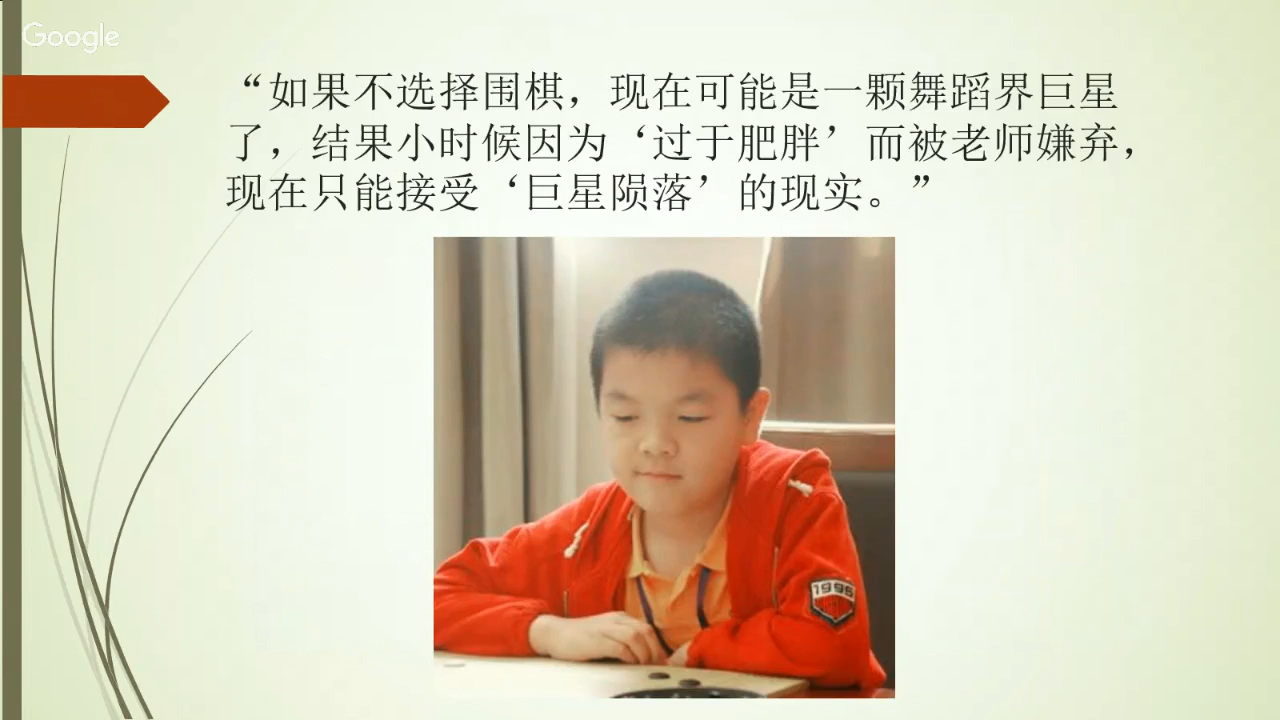 Google
“如果不选择围棋，现在可能是一颗舞蹈界巨星
了，结果小时候因为‘过于肥胖’而被老师嫌弃，
现在只能接受‘巨星陨落’的现实。”
1995